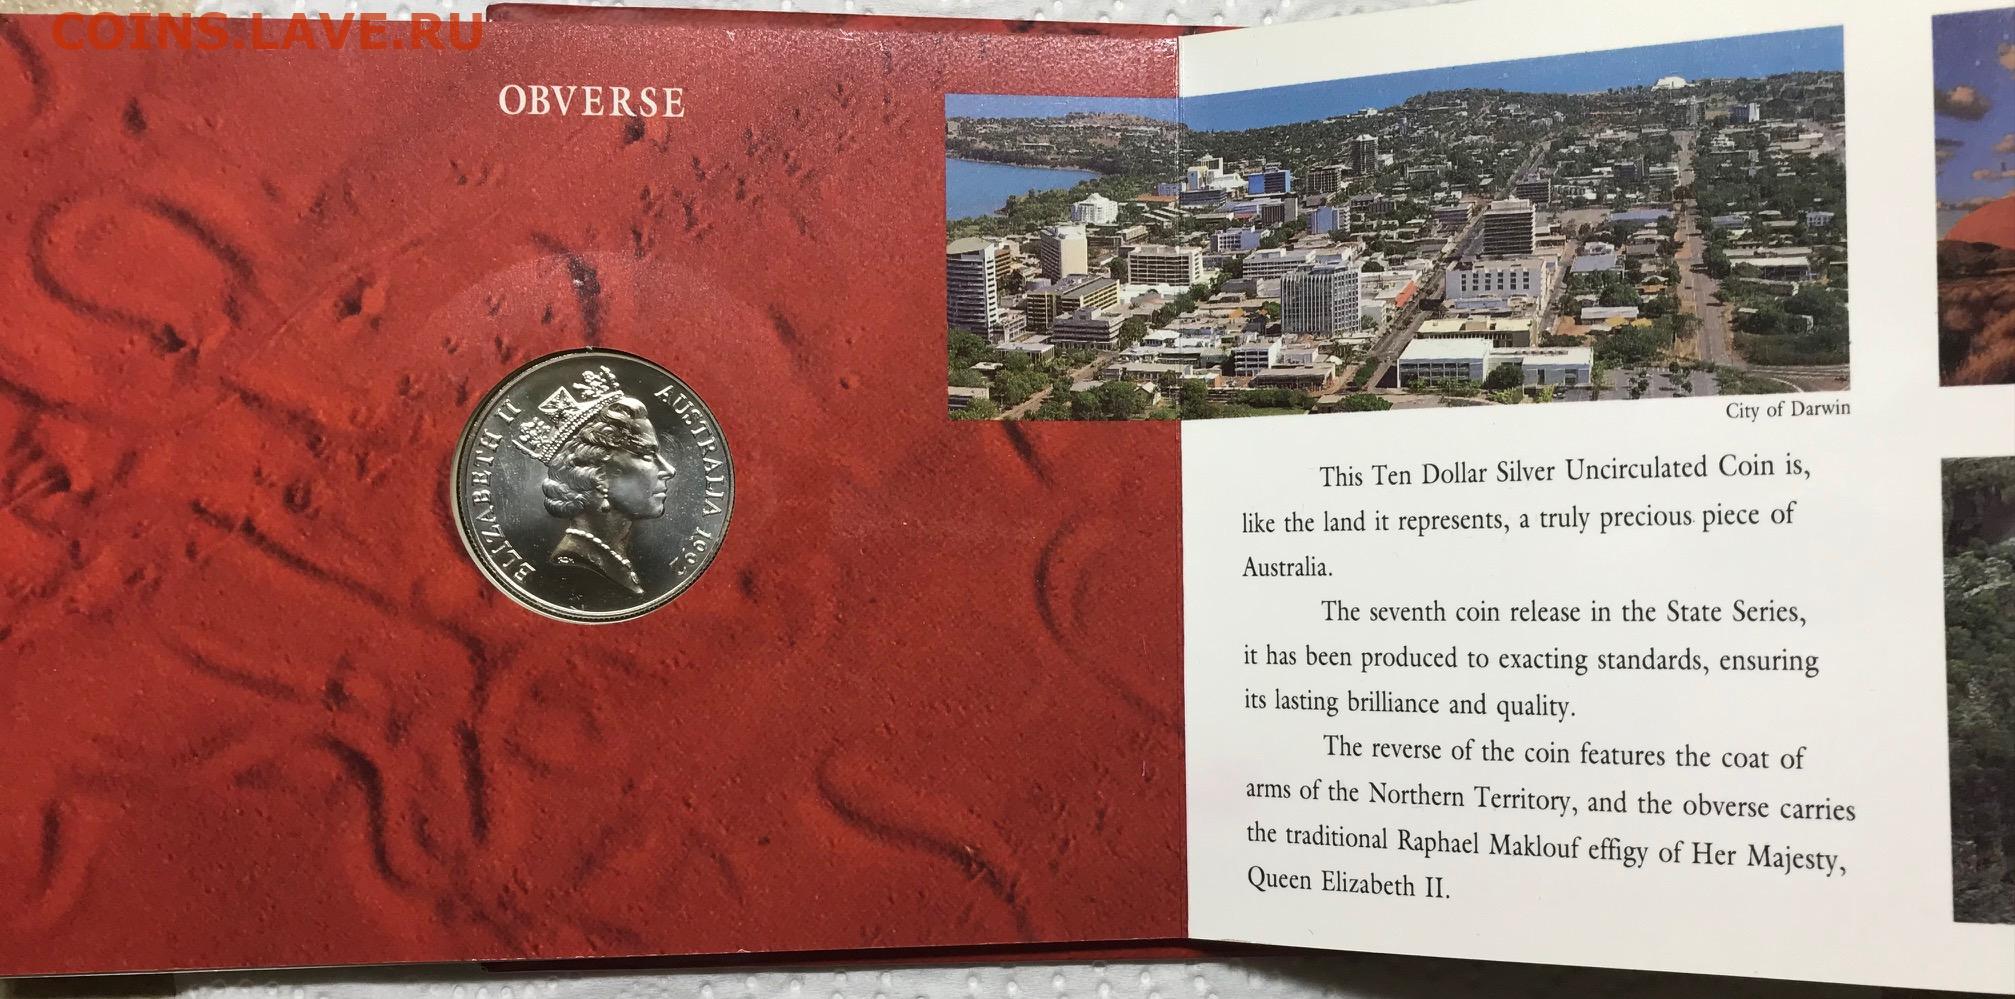 COINS.LAVE.RU
OBVERSE
ELIZABETH II
AUSTRALIA 1992
City of Darwin
This Ten Dollar Silver Uncirculated Coin is,
like the land it represents, a truly precious piece of
Australia.
The seventh coin release in the State Series,
it has been produced to exacting standards, ensuring
its lasting brilliance and quality.
The reverse of the coin features the coat of
arms of the Northern Territory, and the obverse carries
the traditional Raphael Maklouf effigy of Her Majesty,
Queen Elizabeth II.